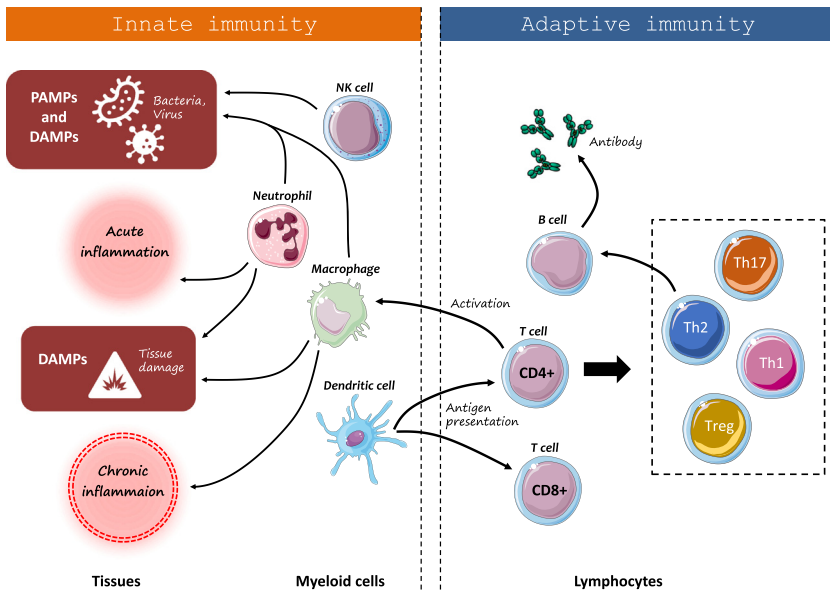 Innate immunity
Adaptive immunity
PAMPs
and
DAMPs
Bacteria,
Virus
NK cell
Neutrophil
Acute
inflammation
Macrophage
DAMPs
Tissue
damage
Dendritic cell
Chronic
inflammaion
Antibody
B cell
Activation
T cell
CD4+
Antigen
presentation
T cell
CD8+
Th17
Th2
Th1
Treg
Tissues
Myeloid cells
Lymphocytes